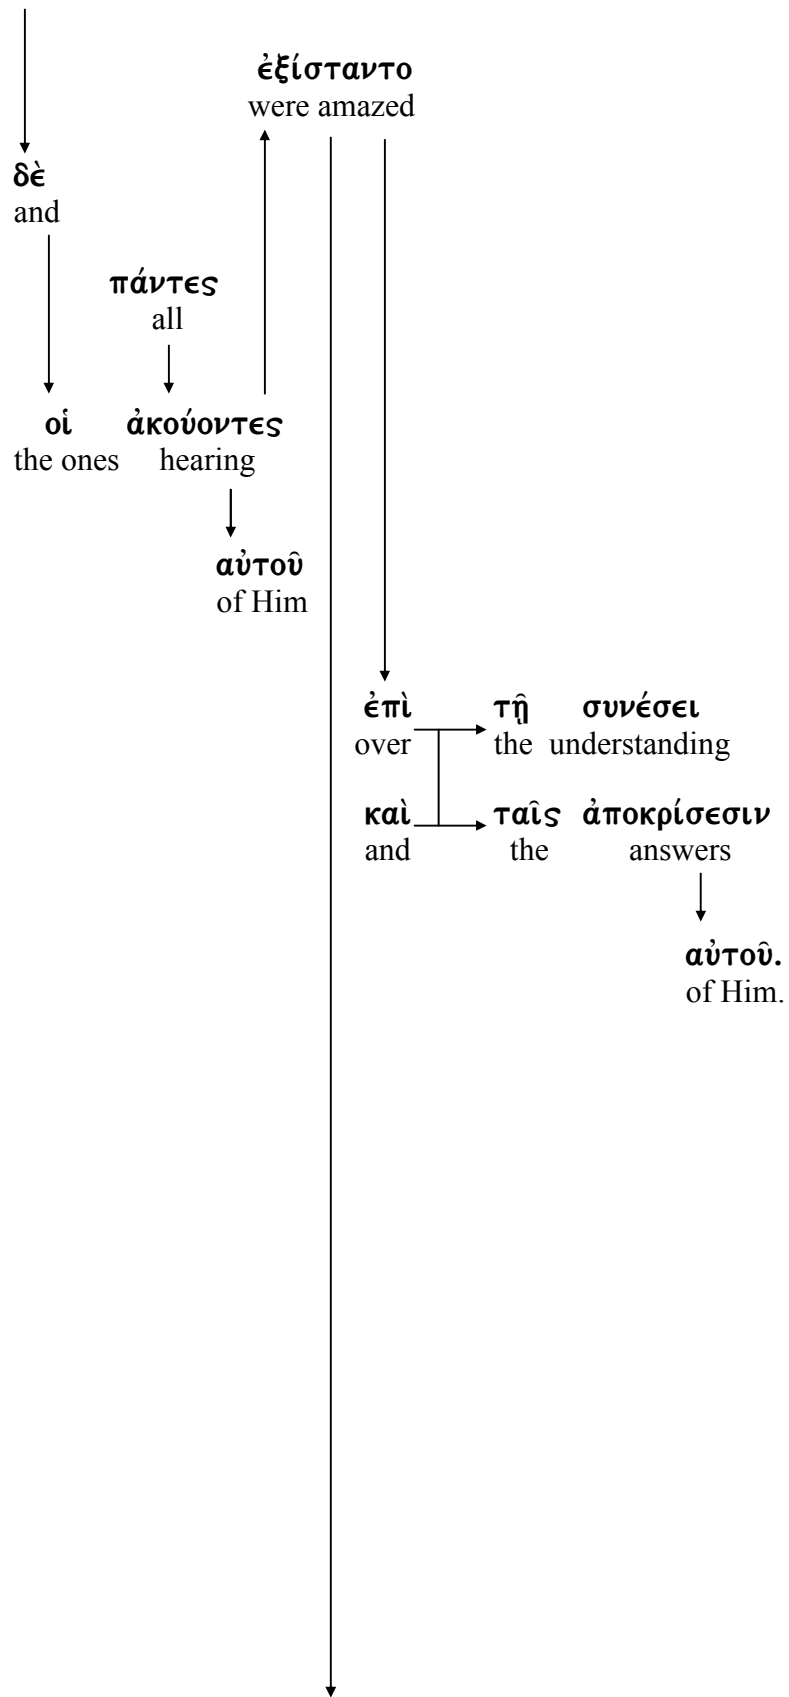 ἐξίσταντο
were amazed
δὲ
and
πάντες
all
οἱ ἀκούοντες
the ones hearing
αὐτοῦ
of Him
ἐπὶ τῇ συνέσει
over the understanding
καὶ ταῖς ἀποκρίσεσιν
and the answers
αὐτοῦ.
of Him.